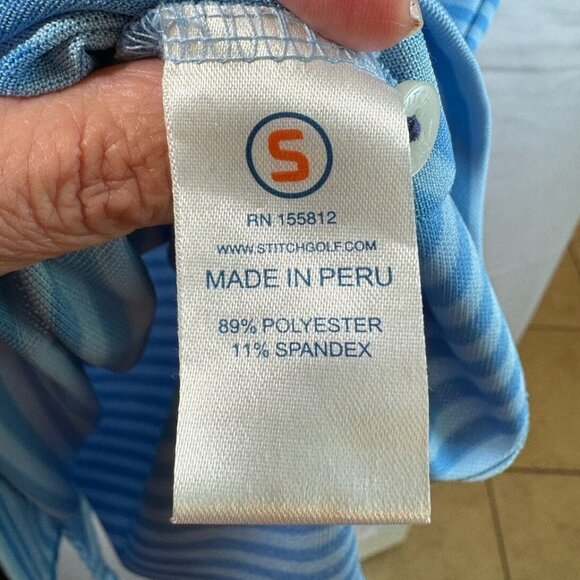 S
RN 155812
WWW.STITCHGOLF.COM
MADE IN PERU
89% POLYESTER
11% SPANDEX